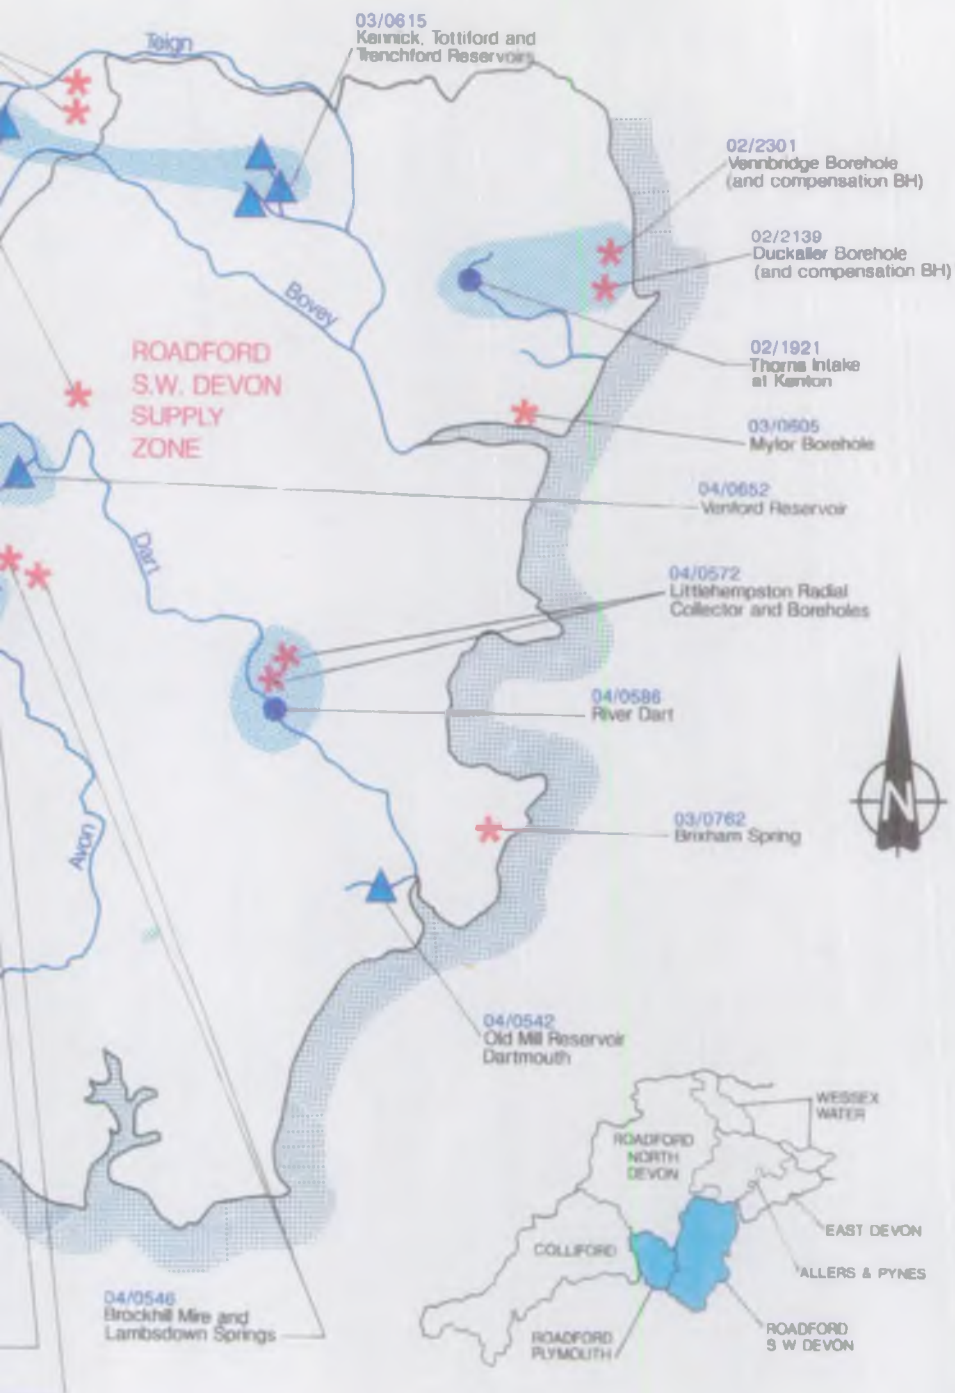 Teign
03/0615
Kennick, Tottiford and
Trenchford Reservoirs
02/2301
Vennbridge Borehole
(and compensation BH)
02/2139
Duckaller Borehole
(and compensation BH)
Bovey
02/1921
Thorns Intake
at Kenton
ROADFORD
S.W. DEVON
SUPPLY
ZONE
03/0605
Mylor Borehole
04/0652
Venford Reservoir
Dart
04/0572
Littlehempston Radial
Collector and Boreholes
04/0586
River Dart
N
03/0762
Brixham Spring
Avon
04/0542
Old Mill Reservoir
Dartmouth
WESSEX
WATER
ROADFORD
NORTH
DEVON
EAST DEVON
COLLIFORD
ALLERS & PYNES
04/0546
Brockhill Mire and
Lambsdown Springs
ROADFORD
PLYMOUTH
ROADFORD
S W DEVON